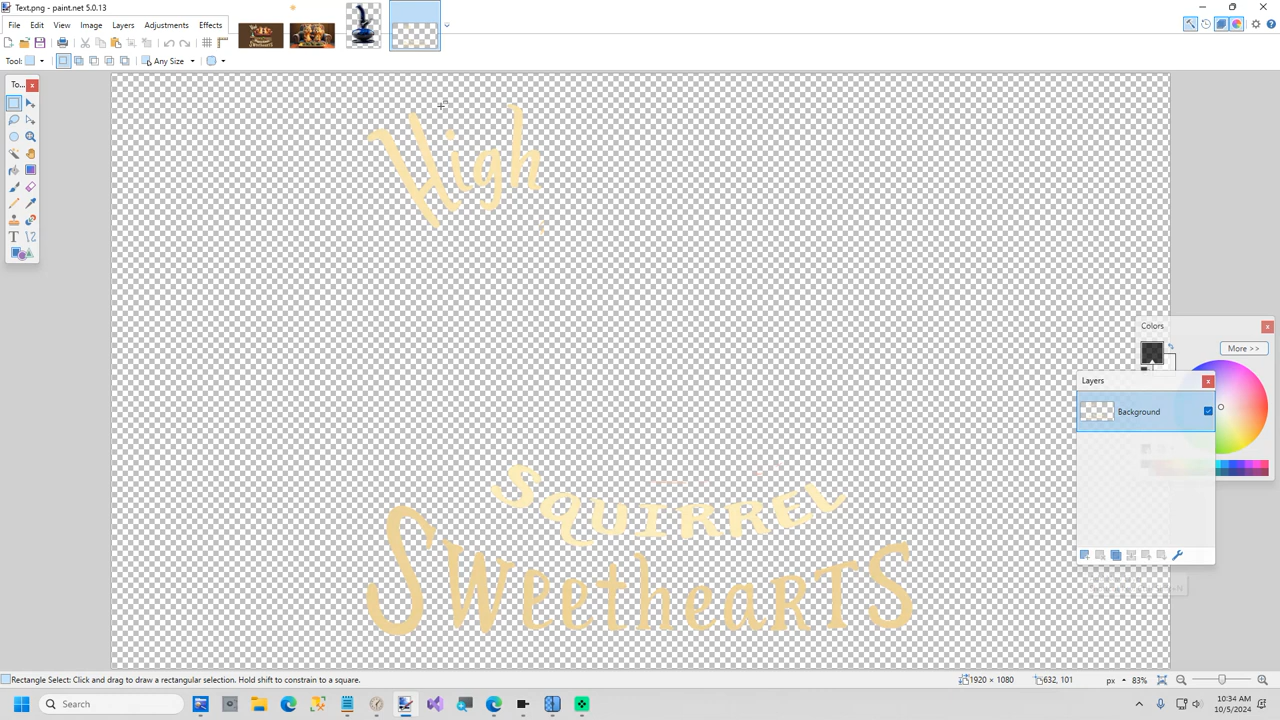 Text.png - paint.net 5.0.13
File Edit View Image Layers Adjustments Effects
Tool: Any Size
To...
High
SQUIRREL
SWeetheaRTS
Colors
More >>
Layers
Background
Rectangle Select: Click and drag to draw a rectangular selection. Hold shift to constrain to a square.
1920 × 1080
632, 101
px
83%
Search
10:34 AM
10/5/2024